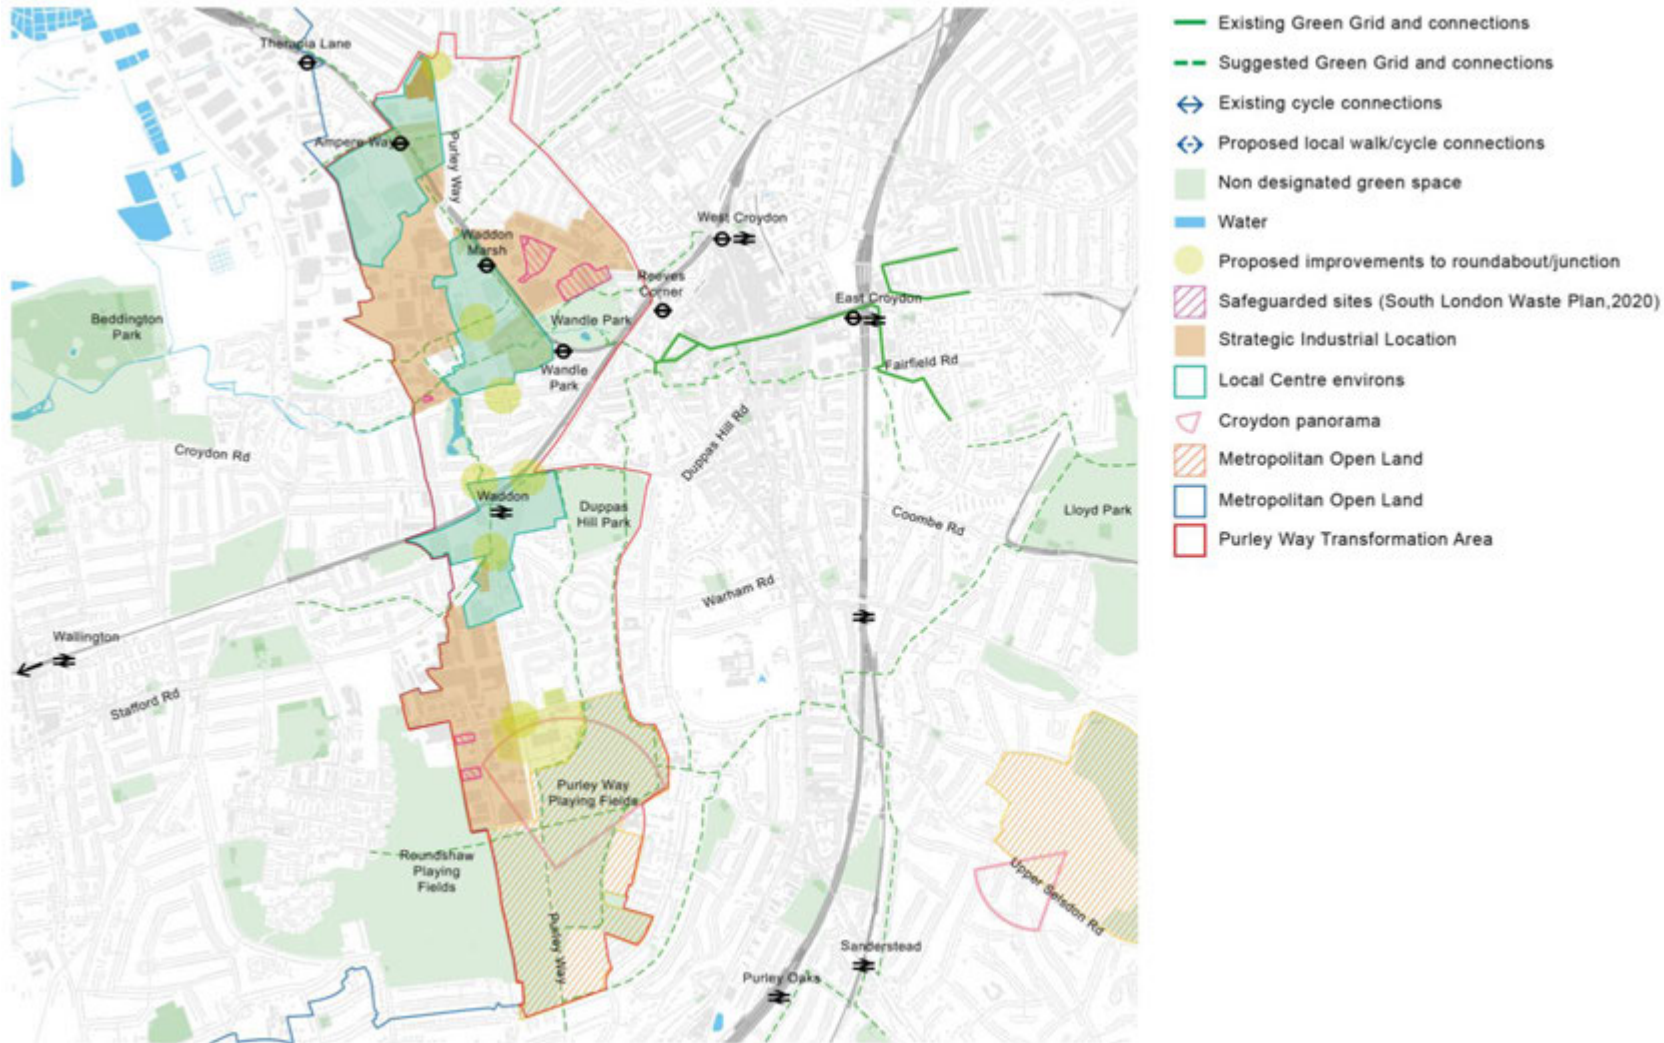 Therapia Lane
Ampere Way
Purley Way
Waddon
Marsh
West Croydon
Reeves
Corner
East Croydon
Beddington
Park
Wandle Park
Wandle
Park
Fairfield Rd
Croydon Rd
Duppas Hill Rd
Waddon
Duppas
Hill Park
Coombe Rd
Lloyd Park
Warham Rd
Wallington
Stafford Rd
Purley Way
Playing Fields
Roundshaw
Playing
Fields
Upper Selsdon Rd
Purley Way
Sanderstead
Purley Oaks
Existing Green Grid and connections
Suggested Green Grid and connections
Existing cycle connections
Proposed local walk/cycle connections
Non designated green space
Water
Proposed improvements to roundabout/junction
Safeguarded sites (South London Waste Plan,2020)
Strategic Industrial Location
Local Centre environs
Croydon panorama
Metropolitan Open Land
Metropolitan Open Land
Purley Way Transformation Area